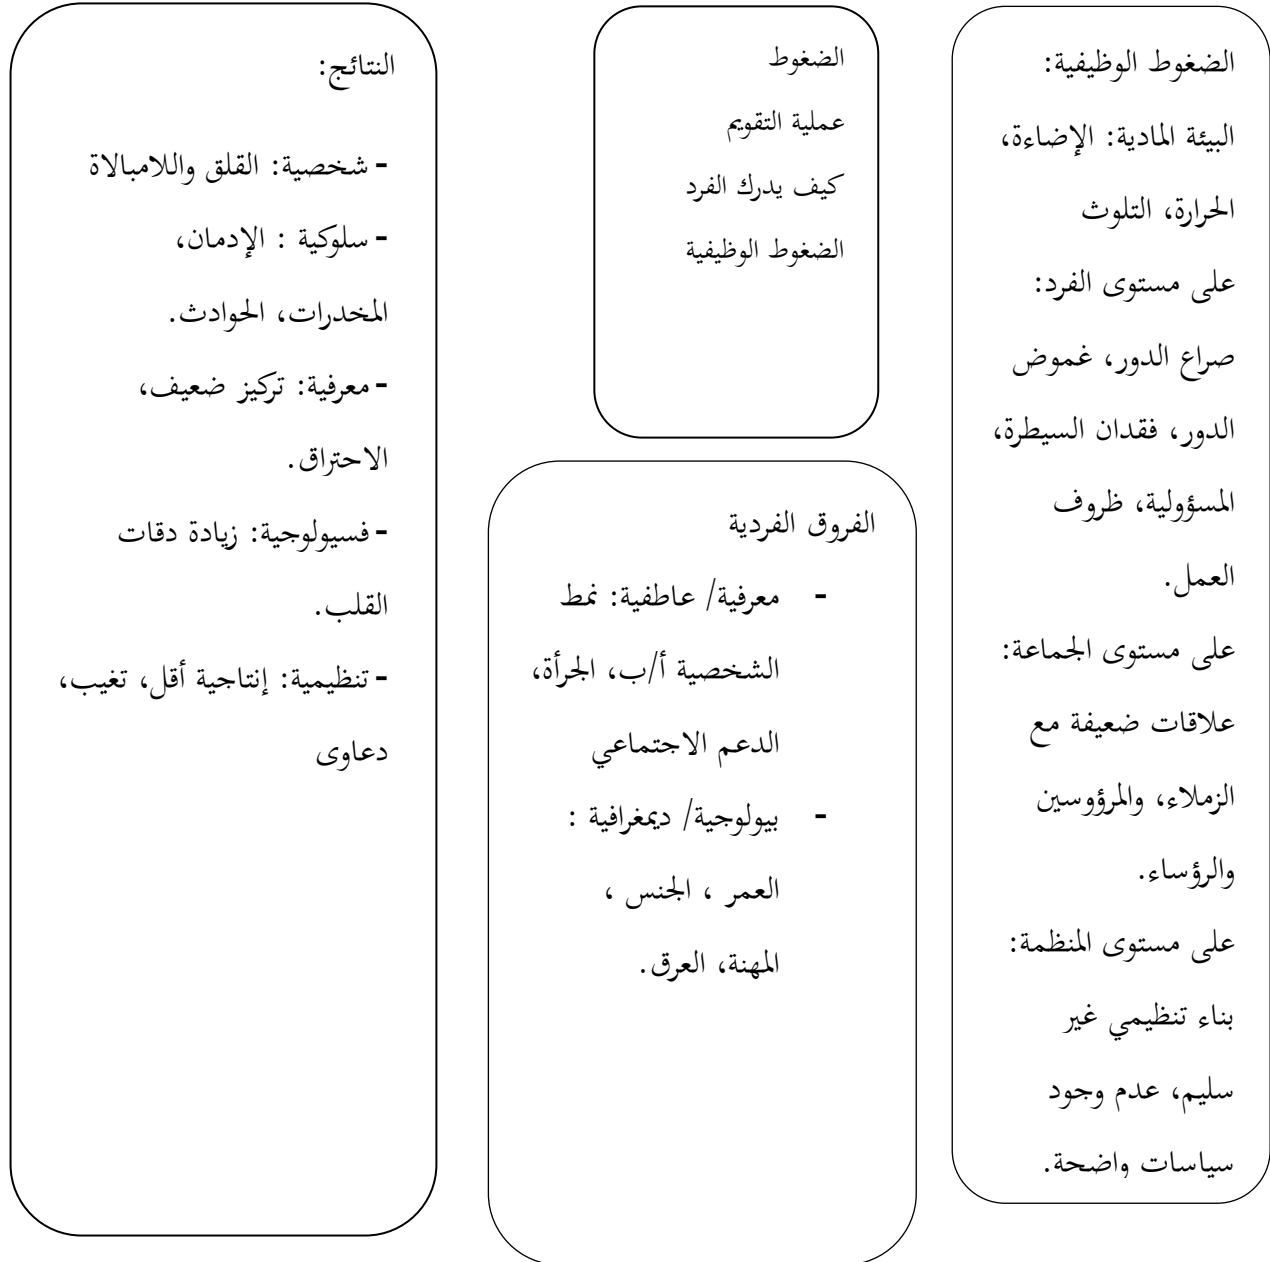 الضغوط الوظيفية:
البيئة المادية: الإضاءة،
الحرارة، التلوث
على مستوى الفرد:
صراع الدور، غموض
الدور، فقدان السيطرة،
المسؤولية، ظروف
العمل.
على مستوى الجماعة:
علاقات ضعيفة مع
الزملاء، والمرؤوسين
والرؤساء.
على مستوى المنظمة:
بناء تنظيمي غير
سليم، عدم وجود
سياسات واضحة.
الضغوط
عملية التقويم
كيف يدرك الفرد
الضغوط الوظيفية
الفروق الفردية
- معرفية/ عاطفية: نمط
الشخصية أ/ب، الجرأة،
الدعم الاجتماعي
- بيولوجية/ ديمغرافية :
العمر ، الجنس ،
المهنة، العرق.
النتائج:
- شخصية: القلق واللامبالاة
- سلوكية : الإدمان،
المخدرات، الحوادث.
- معرفية: تركيز ضعيف،
الاحتراق.
- فسيولوجية: زيادة دقات
القلب.
- تنظيمية: إنتاجية أقل، تغيب،
دعاوى